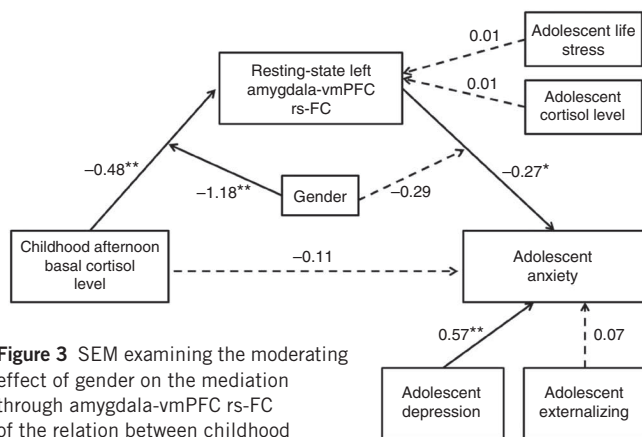 0.01
Adolescent life
stress
Resting-state left
amygdala-vmPFC
rs-FC
0.01
Adolescent
cortisol level
–0.48**
–1.18**
Gender
–0.29
–0.27*
Childhood afternoon
basal cortisol
level
–0.11
Adolescent
anxiety
Figure 3 SEM examining the moderating
effect of gender on the mediation
through amygdala-vmPFC rs-FC
of the relation between childhood
0.57**
0.07
Adolescent
depression
Adolescent
externalizing